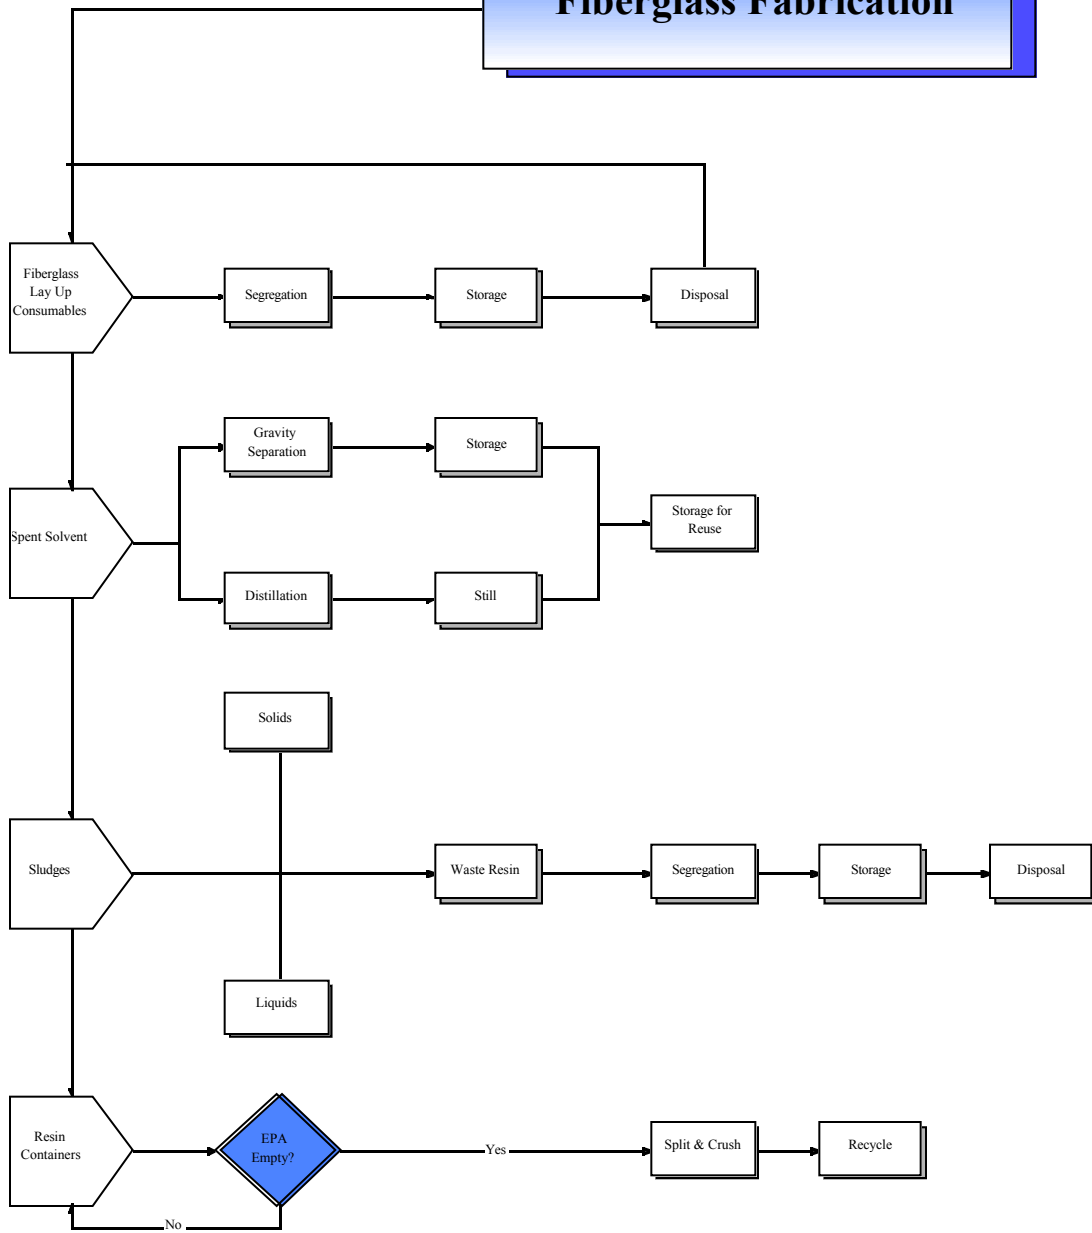 Fiberglass Fabrication
Fiberglass
Lay Up
Consumables
Segregation
Storage
Disposal
Gravity
Separation
Storage
Spent Solvent
Storage for
Reuse
Distillation
Still
Solids
Sludges
Waste Resin
Segregation
Storage
Disposal
Liquids
Resin
Containers
EPA
Empty?
Yes
Split & Crush
Recycle
No